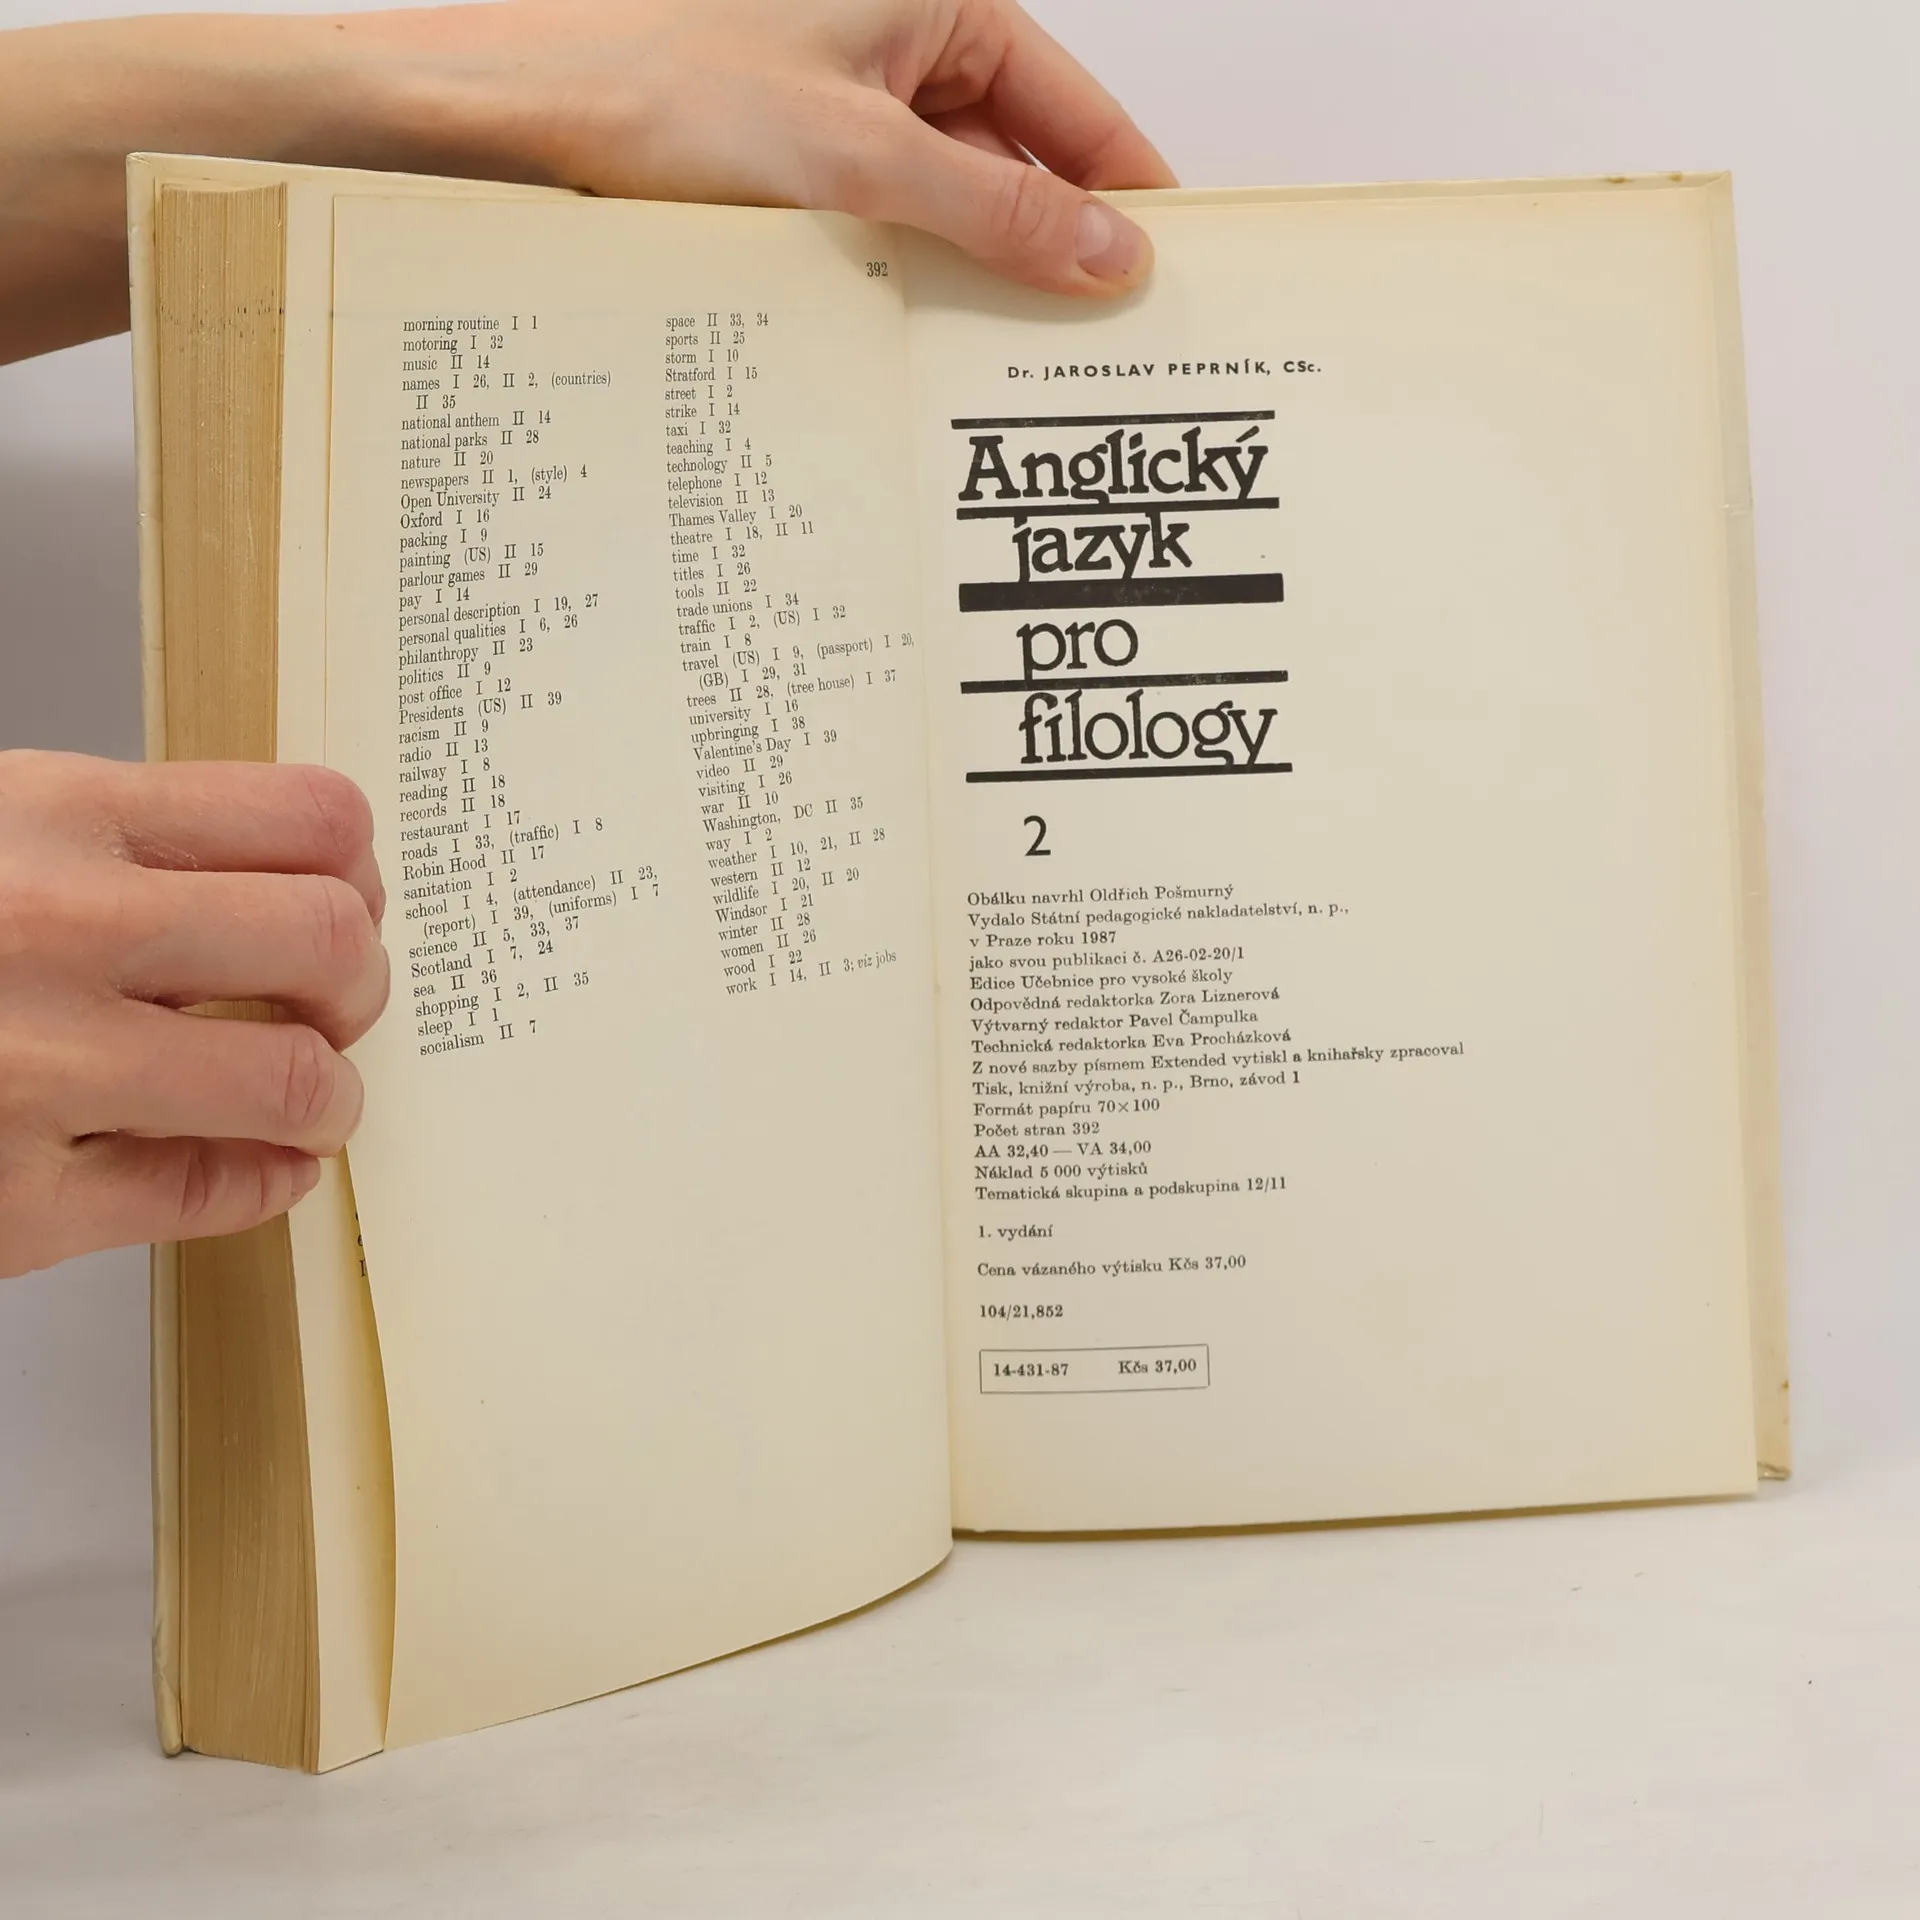 392
morning routine I 1
motoring I 32
music II 14
names I 26, II 2, (countries)
II 35
national anthem II 14
national parks II 28
nature II 20
newspapers II 1, (style) 4
Open University II 24
Oxford I 16
packing I 9
painting (US) II 15
parlour games II 29
pay I 14
personal description I 19, 27
personal qualities I 6, 26
philanthropy II 23
politics II 9
post office I 12
Presidents (US) II 39
racism II 9
radio II 13
railway I 8
reading II 18
records II 18
restaurant I 17
roads I 33, (traffic) I 8
Robin Hood II 17
sanitation I 2
school I 4, (attendance) II 23,
(report) I 39, (uniforms) I 7
science II 5, 33, 37
Scotland I 7, 24
sea II 36
shopping I 2, II 35
sleep I 1
socialism II 7
space II 33, 34
sports II 25
storm I 10
Stratford I 15
street I 2
strike I 14
taxi I 32
teaching I 4
technology II 5
telephone I 12
television II 13
Thames Valley I 20
theatre I 18, II 11
time I 32
titles I 26
tools II 22
trade unions I 34
traffic I 2, (US) I 32
train I 8
travel (US) I 9, (passport) I 20,
(GB) I 29, 31
trees II 28, (tree house) I 37
university I 16
upbringing I 38
Valentine's Day I 39
video II 29
visiting I 26
war II 10
Washington, DC II 35
way I 2
weather I 10, 21, II 28
western II 12
wildlife I 20, II 20
Windsor I 21
winter II 28
women II 26
wood I 22
work I 14, II 3; viz jobs
Dr. JAROSLAV PEPRNÍK, CSc.
Anglický
jazyk
pro
filology
2
Obálku navrhl Oldřich Pošmurný
Vydalo Státní pedagogické nakladatelství, n. p.,
v Praze roku 1987
jako svou publikaci č. A26-02-20/1
Edice Učebnice pro vysoké školy
Odpovědná redaktorka Zora Liznerová
Výtvarný redaktor Pavel Čampulka
Technická redaktorka Eva Procházková
Z nové sazby písmem Extended vytiskl a knihařsky zpracoval
Tisk, knižní výroba, n. p., Brno, závod 1
Formát papíru 70×100
Počet stran 392
AA 32,40 — VA 34,00
Náklad 5 000 výtisků
Tematická skupina a podskupina 12/11
1. vydání
Cena vázaného výtisku Kčs 37,00
104/21,852
14-431-87 Kčs 37,00